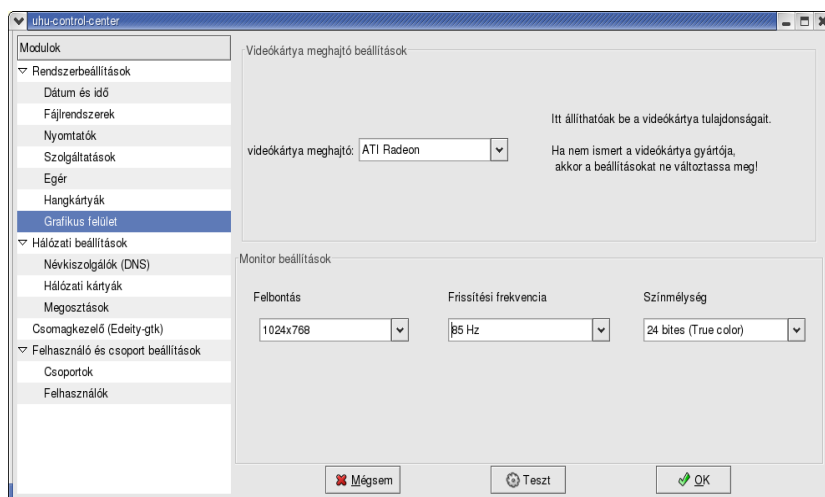 uhu-control-center
Modulok
Rendszerbeállítások
Dátum és idő
Fájlrendszerek
Nyomtatók
Szolgáltatások
Egér
Hangkártyák
Grafikus felület
Hálózati beállítások
Névkiszolgálók (DNS)
Hálózati kártyák
Megosztások
Csomagkezelő (Edeity-gtk)
Felhasználó és csoport beállítások
Csoportok
Felhasználók
Videókártya meghajtó beállítások
videókártya meghajtó: ATI Radeon
Itt állíthatóak be a videókártya tulajdonságait.
Ha nem ismert a videókártya gyártója,
akkor a beállításokat ne változtassa meg!
Monitor beállítások
Felbontás Frissítési frekvencia Színmélység
1024x768 85 Hz 24 bites (True color)
Mégsem Teszt OK